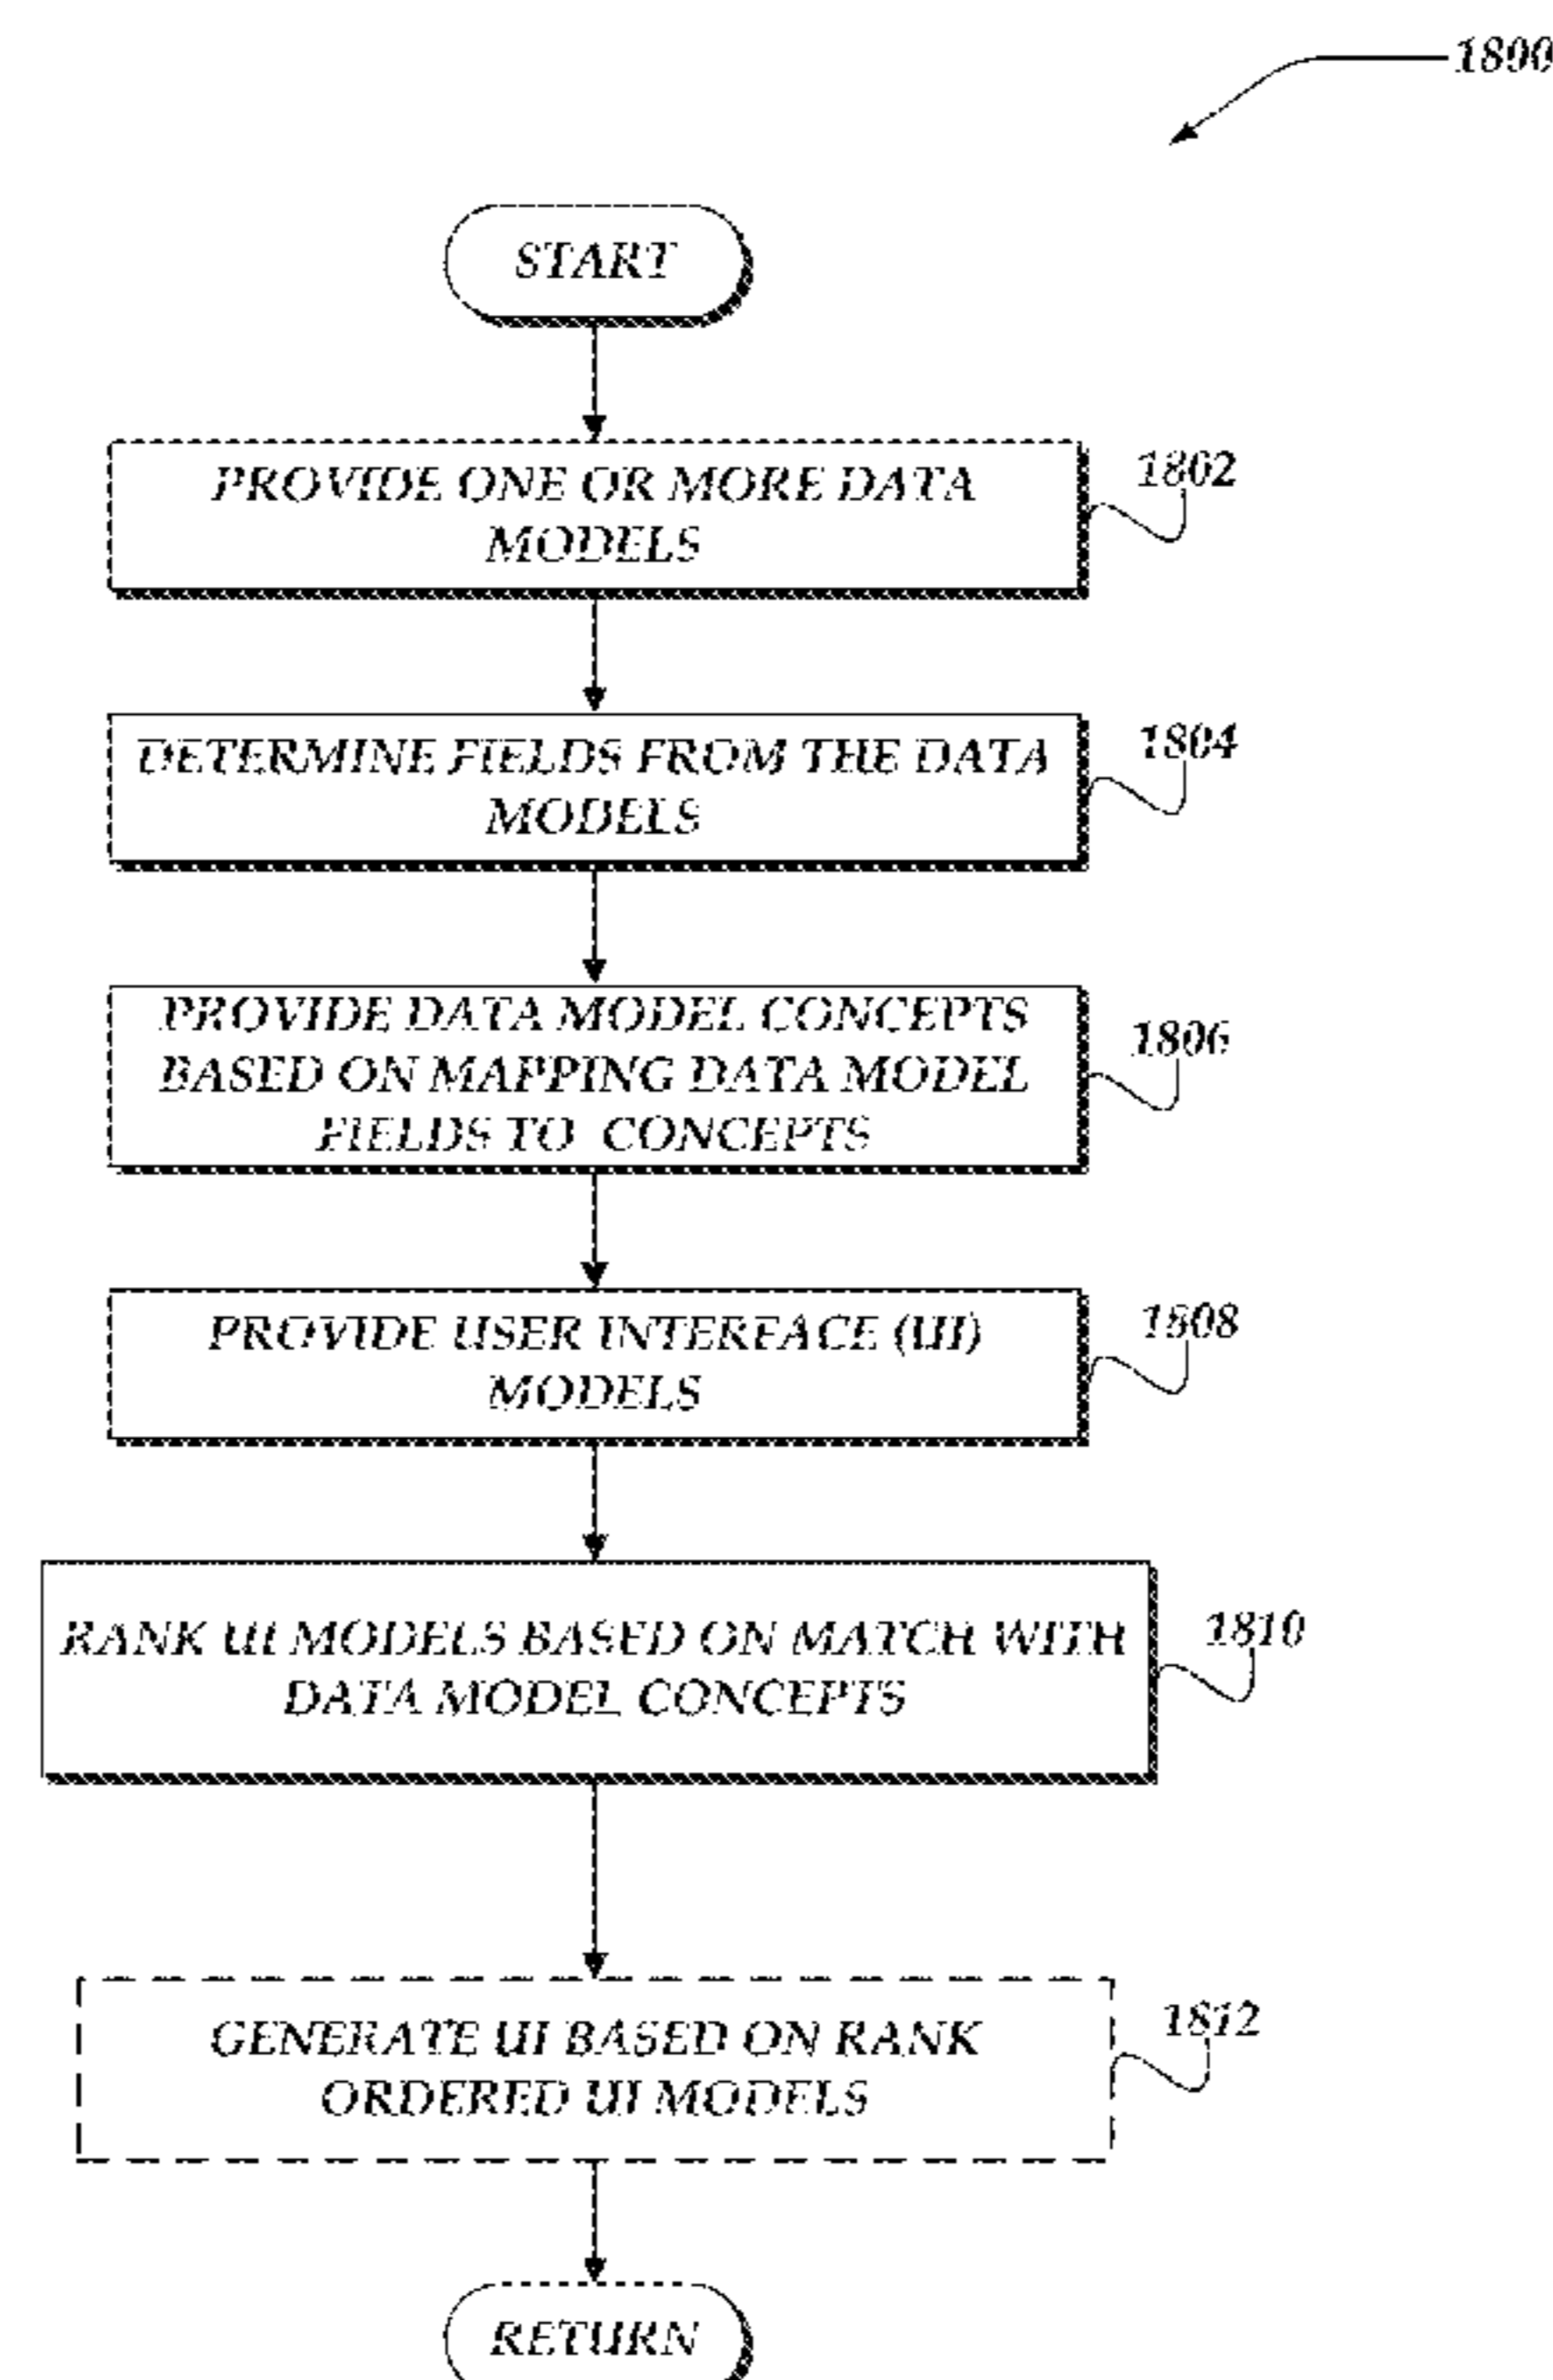 1800
START
PROVIDE ONE OR MORE DATA
MODELS
1802
DETERMINE FIELDS FROM THE DATA
MODELS
1804
PROVIDE DATA MODEL CONCEPTS
BASED ON MAPPING DATA MODEL
FIELDS TO CONCEPTS
1806
PROVIDE USER INTERFACE (UI)
MODELS
1808
RANK UI MODELS BASED ON MATCH WITH
DATA MODEL CONCEPTS
1810
GENERATE UI BASED ON RANK
ORDERED UI MODELS
1812
RETURN